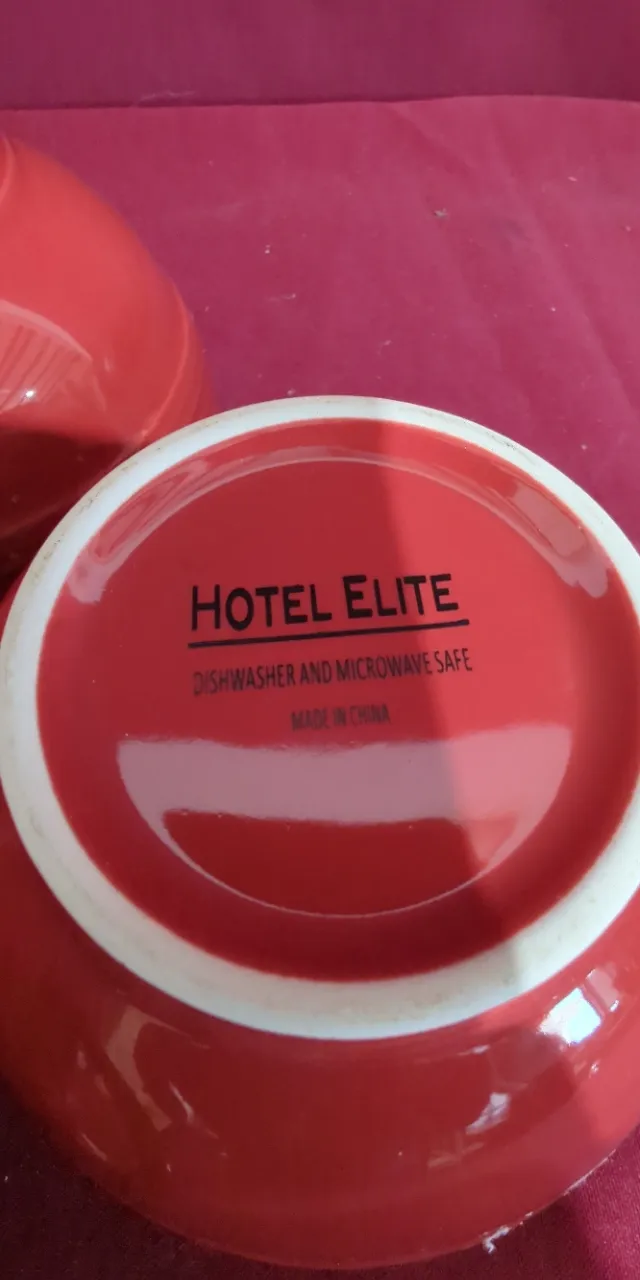 HOTEL ELITE
DISHWASHER AND MICROWAVE SAFE
MADE IN CHINA